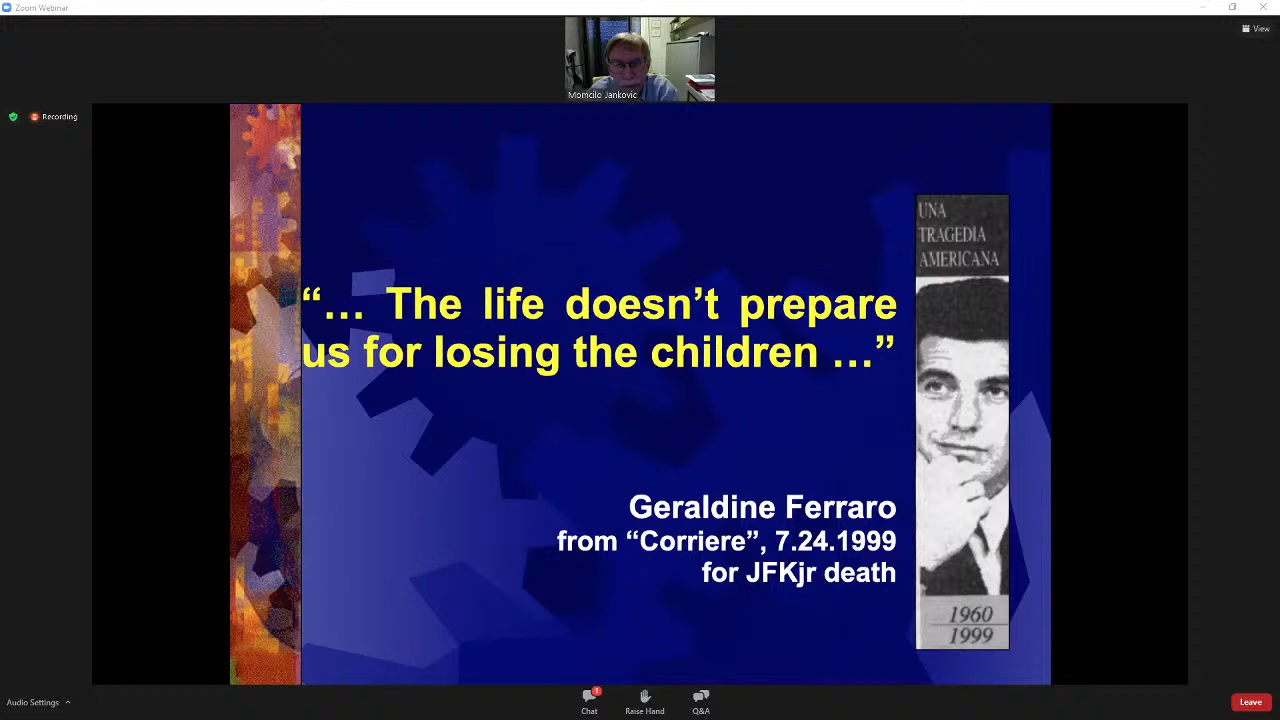 Zoom Webinar
View
Momcilo Jankovic
Recording
UNA
TRAGEDIA
AMERICANA
“... The life doesn’t prepare
us for losing the children ...”
Geraldine Ferraro
from “Corriere”, 7.24.1999
for JFKjr death
1960
1999
Audio Settings
1
Chat
Raise Hand
Q&A
Leave